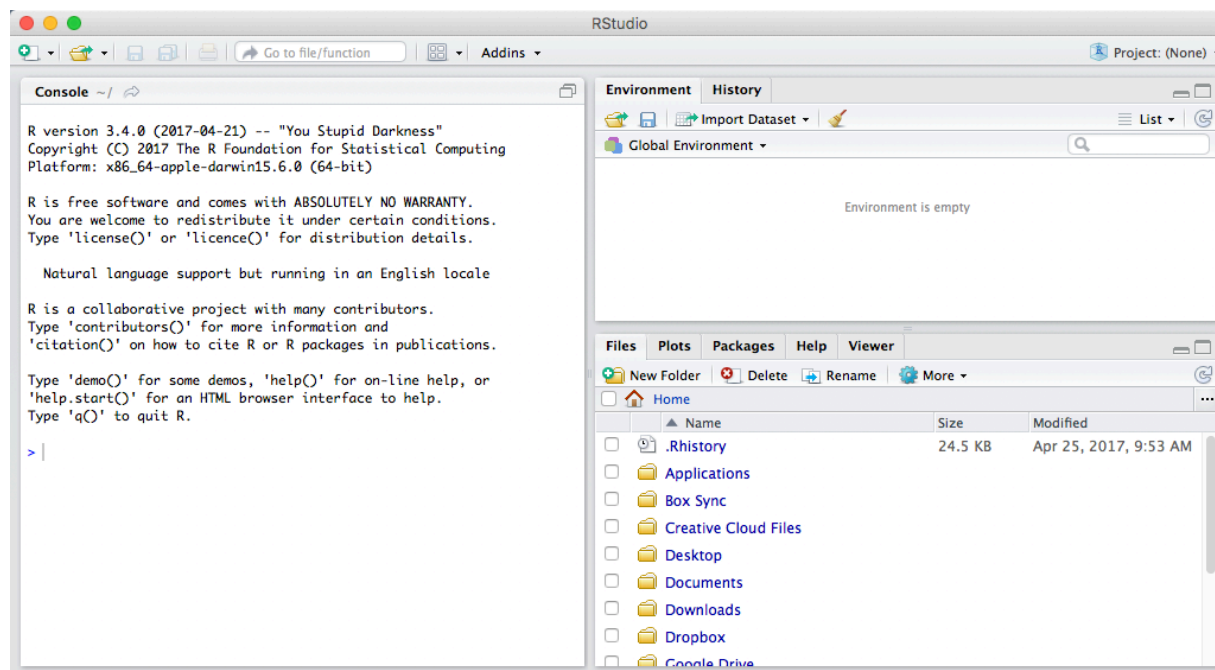 RStudio
Go to file/function
Addins
Project: (None)
Console ~/
R version 3.4.0 (2017-04-21) -- "You Stupid Darkness"
Copyright (C) 2017 The R Foundation for Statistical Computing
Platform: x86_64-apple-darwin15.6.0 (64-bit)
R is free software and comes with ABSOLUTELY NO WARRANTY.
You are welcome to redistribute it under certain conditions.
Type 'license()' or 'licence()' for distribution details.
Natural language support but running in an English locale
R is a collaborative project with many contributors.
Type 'contributors()' for more information and
'citation()' on how to cite R or R packages in publications.
Type 'demo()' for some demos, 'help()' for on-line help, or
'help.start()' for an HTML browser interface to help.
Type 'q()' to quit R.
>
Environment History
Import Dataset List
Global Environment
Environment is empty
Files Plots Packages Help Viewer
New Folder Delete Rename More
Home ...
Name Size Modified
.Rhistory 24.5 KB Apr 25, 2017, 9:53 AM
Applications
Box Sync
Creative Cloud Files
Desktop
Documents
Downloads
Dropbox
Google Drive